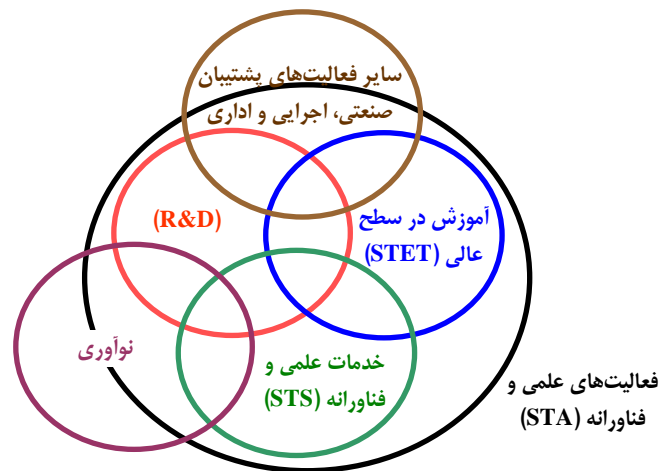 سایر فعالیت‌های پشتیبان
صنعتی، اجرایی و اداری
(R&D)
آموزش در سطح
عالی (STET)
نوآوری
خدمات علمی و
فناورانه (STS)
فعالیت‌های علمی و
فناورانه (STA)